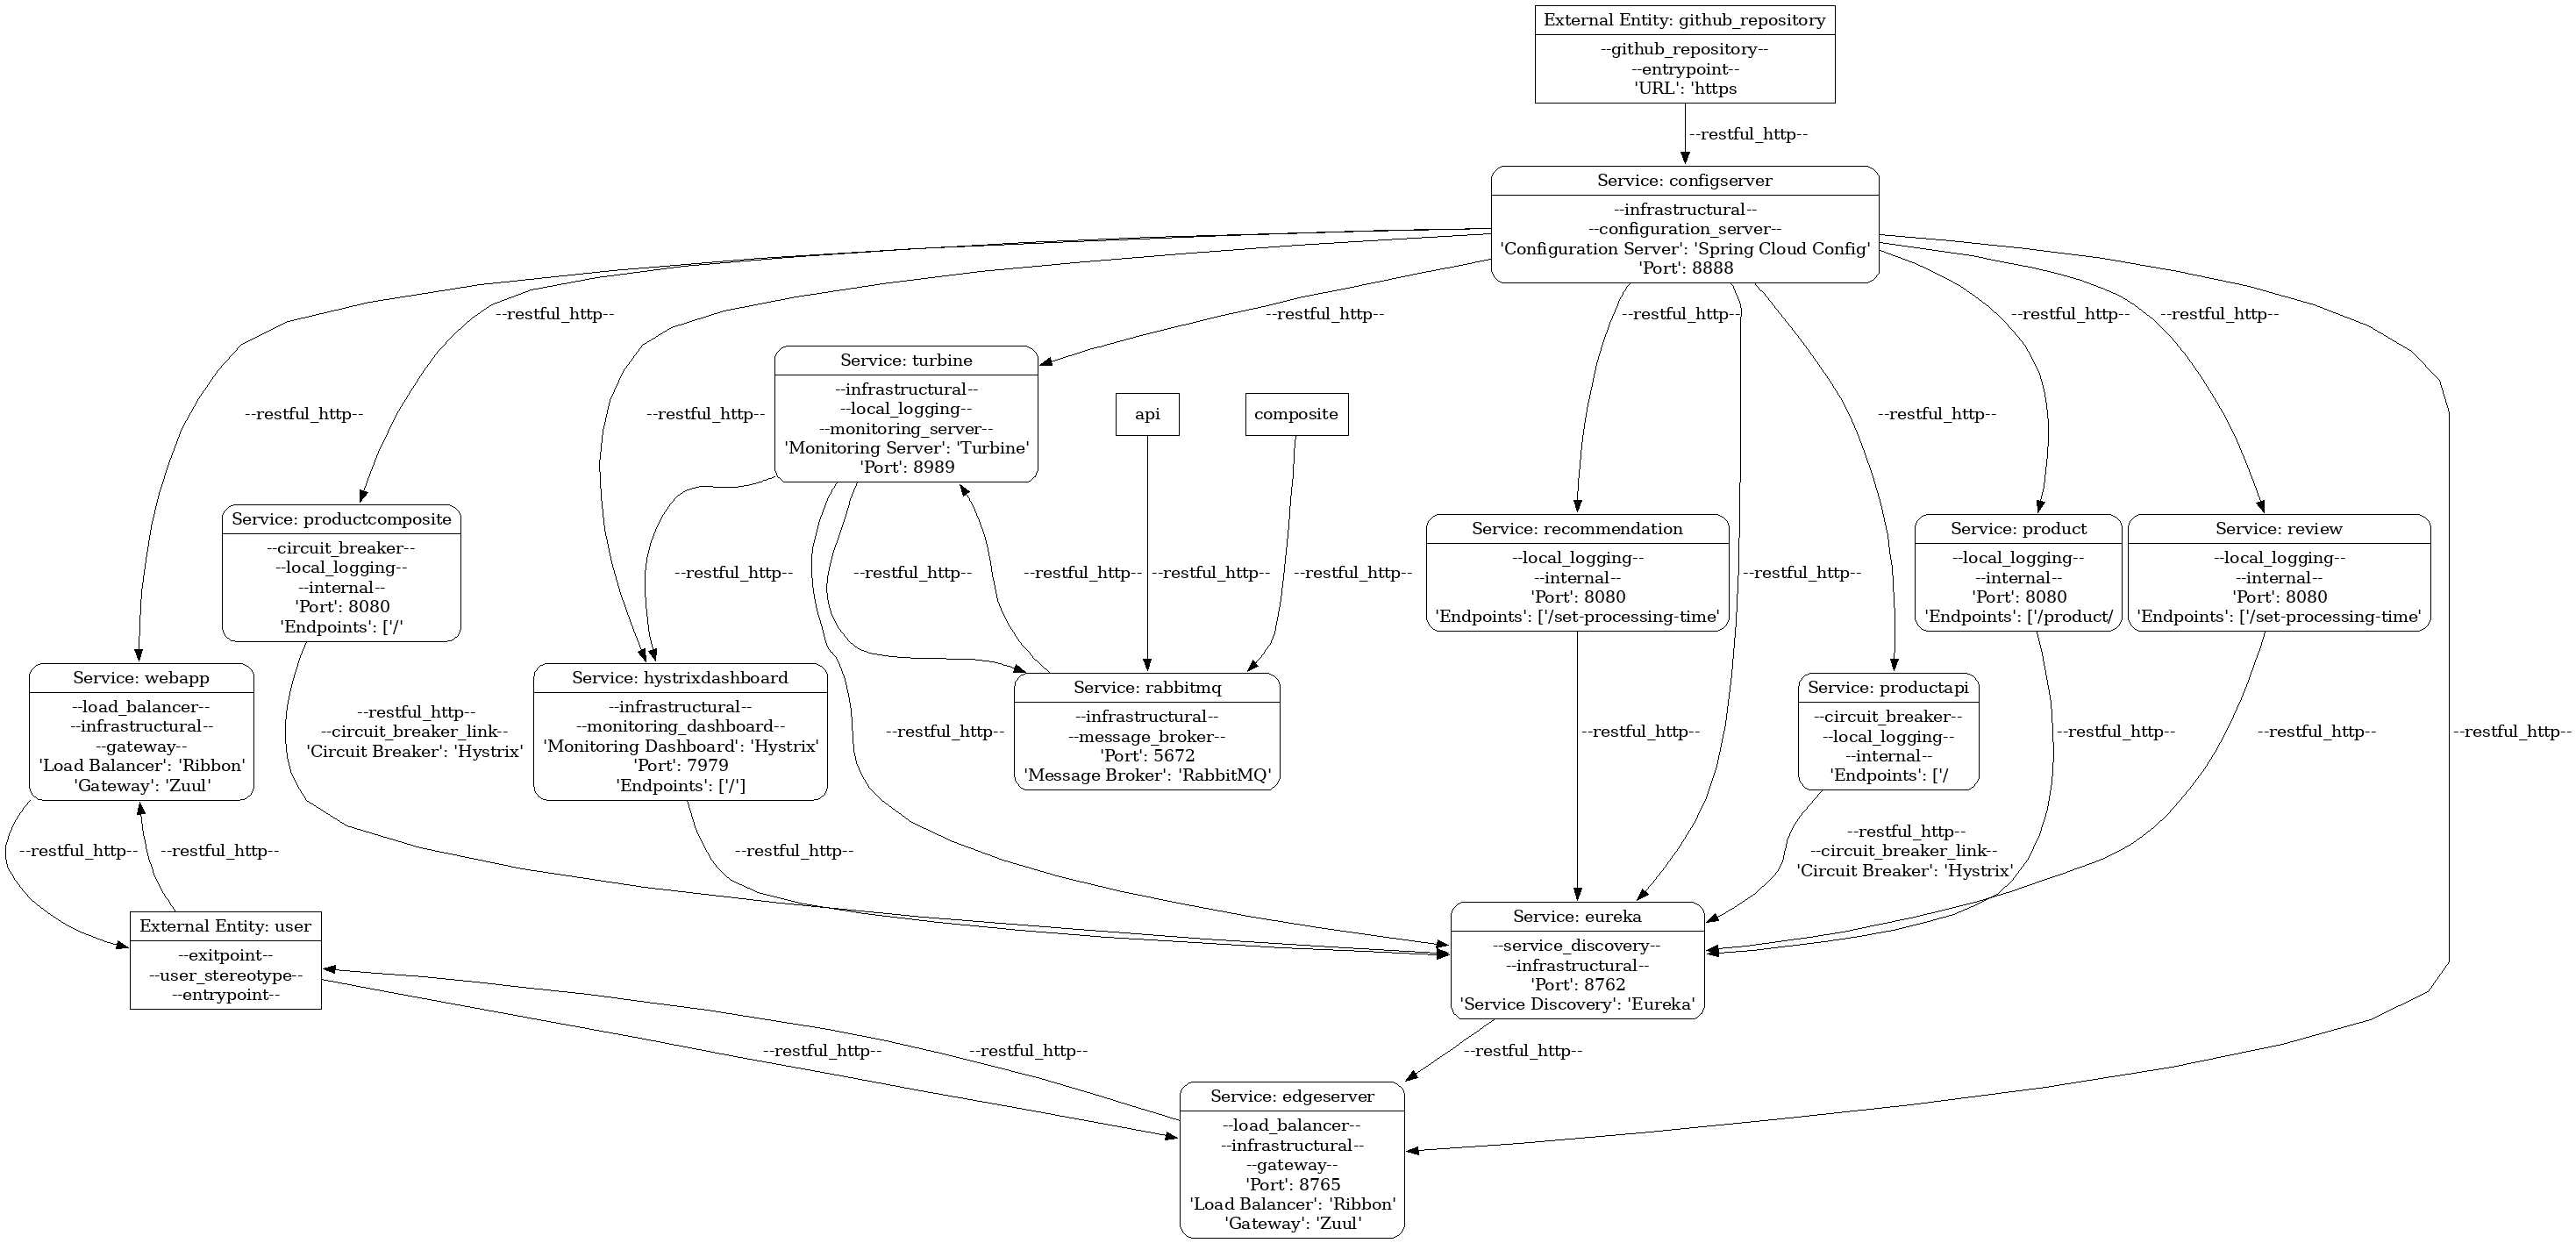 External Entity: github_repository
--github_repository--
--entrypoint--
'URL': 'https
--restful_http--
Service: configserver
--infrastructural--
--configuration_server--
'Configuration Server': 'Spring Cloud Config'
'Port': 8888
--restful_http--
--restful_http--
--restful_http--
--restful_http--
--restful_http--
Service: turbine
--infrastructural--
--local_logging--
--monitoring_server--
'Monitoring Server': 'Turbine'
'Port': 8989
--restful_http--
--restful_http--
api
composite
--restful_http--
Service: productcomposite
--circuit_breaker--
--local_logging--
--internal--
'Port': 8080
'Endpoints': ['/'
--restful_http--
--restful_http--
--restful_http--
--restful_http--
--restful_http--
Service: recommendation
--local_logging--
--internal--
'Port': 8080
'Endpoints': ['/set-processing-time'
--restful_http--
Service: product
--local_logging--
--internal--
'Port': 8080
'Endpoints': ['/product/
Service: review
--local_logging--
--internal--
'Port': 8080
'Endpoints': ['/set-processing-time'
Service: webapp
--load_balancer--
--infrastructural--
--gateway--
'Load Balancer': 'Ribbon'
'Gateway': 'Zuul'
--restful_http--
--circuit_breaker_link--
'Circuit Breaker': 'Hystrix'
Service: hystrixdashboard
--infrastructural--
--monitoring_dashboard--
'Monitoring Dashboard': 'Hystrix'
'Port': 7979
'Endpoints': ['/']
--restful_http--
Service: rabbitmq
--infrastructural--
--message_broker--
'Port': 5672
'Message Broker': 'RabbitMQ'
--restful_http--
Service: productapi
--circuit_breaker--
--local_logging--
--internal--
'Endpoints': ['/
--restful_http--
--restful_http--
--restful_http--
--restful_http--
--restful_http--
--restful_http--
--restful_http--
--circuit_breaker_link--
'Circuit Breaker': 'Hystrix'
External Entity: user
--exitpoint--
--user_stereotype--
--entrypoint--
Service: eureka
--service_discovery--
--infrastructural--
'Port': 8762
'Service Discovery': 'Eureka'
--restful_http--
--restful_http--
--restful_http--
Service: edgeserver
--load_balancer--
--infrastructural--
--gateway--
'Port': 8765
'Load Balancer': 'Ribbon'
'Gateway': 'Zuul'